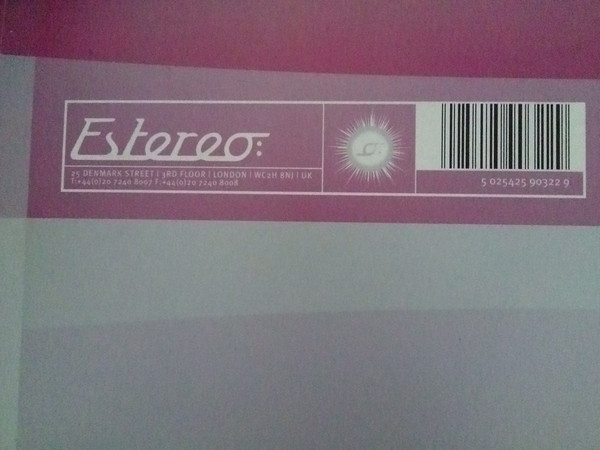 Estereo:
25 DENMARK STREET | 3RD FLOOR | LONDON | WC2H 8NJ | UK
T:+44(0)20 7240 8007 F:+44(0)20 7240 8008
5 025425 90322 9